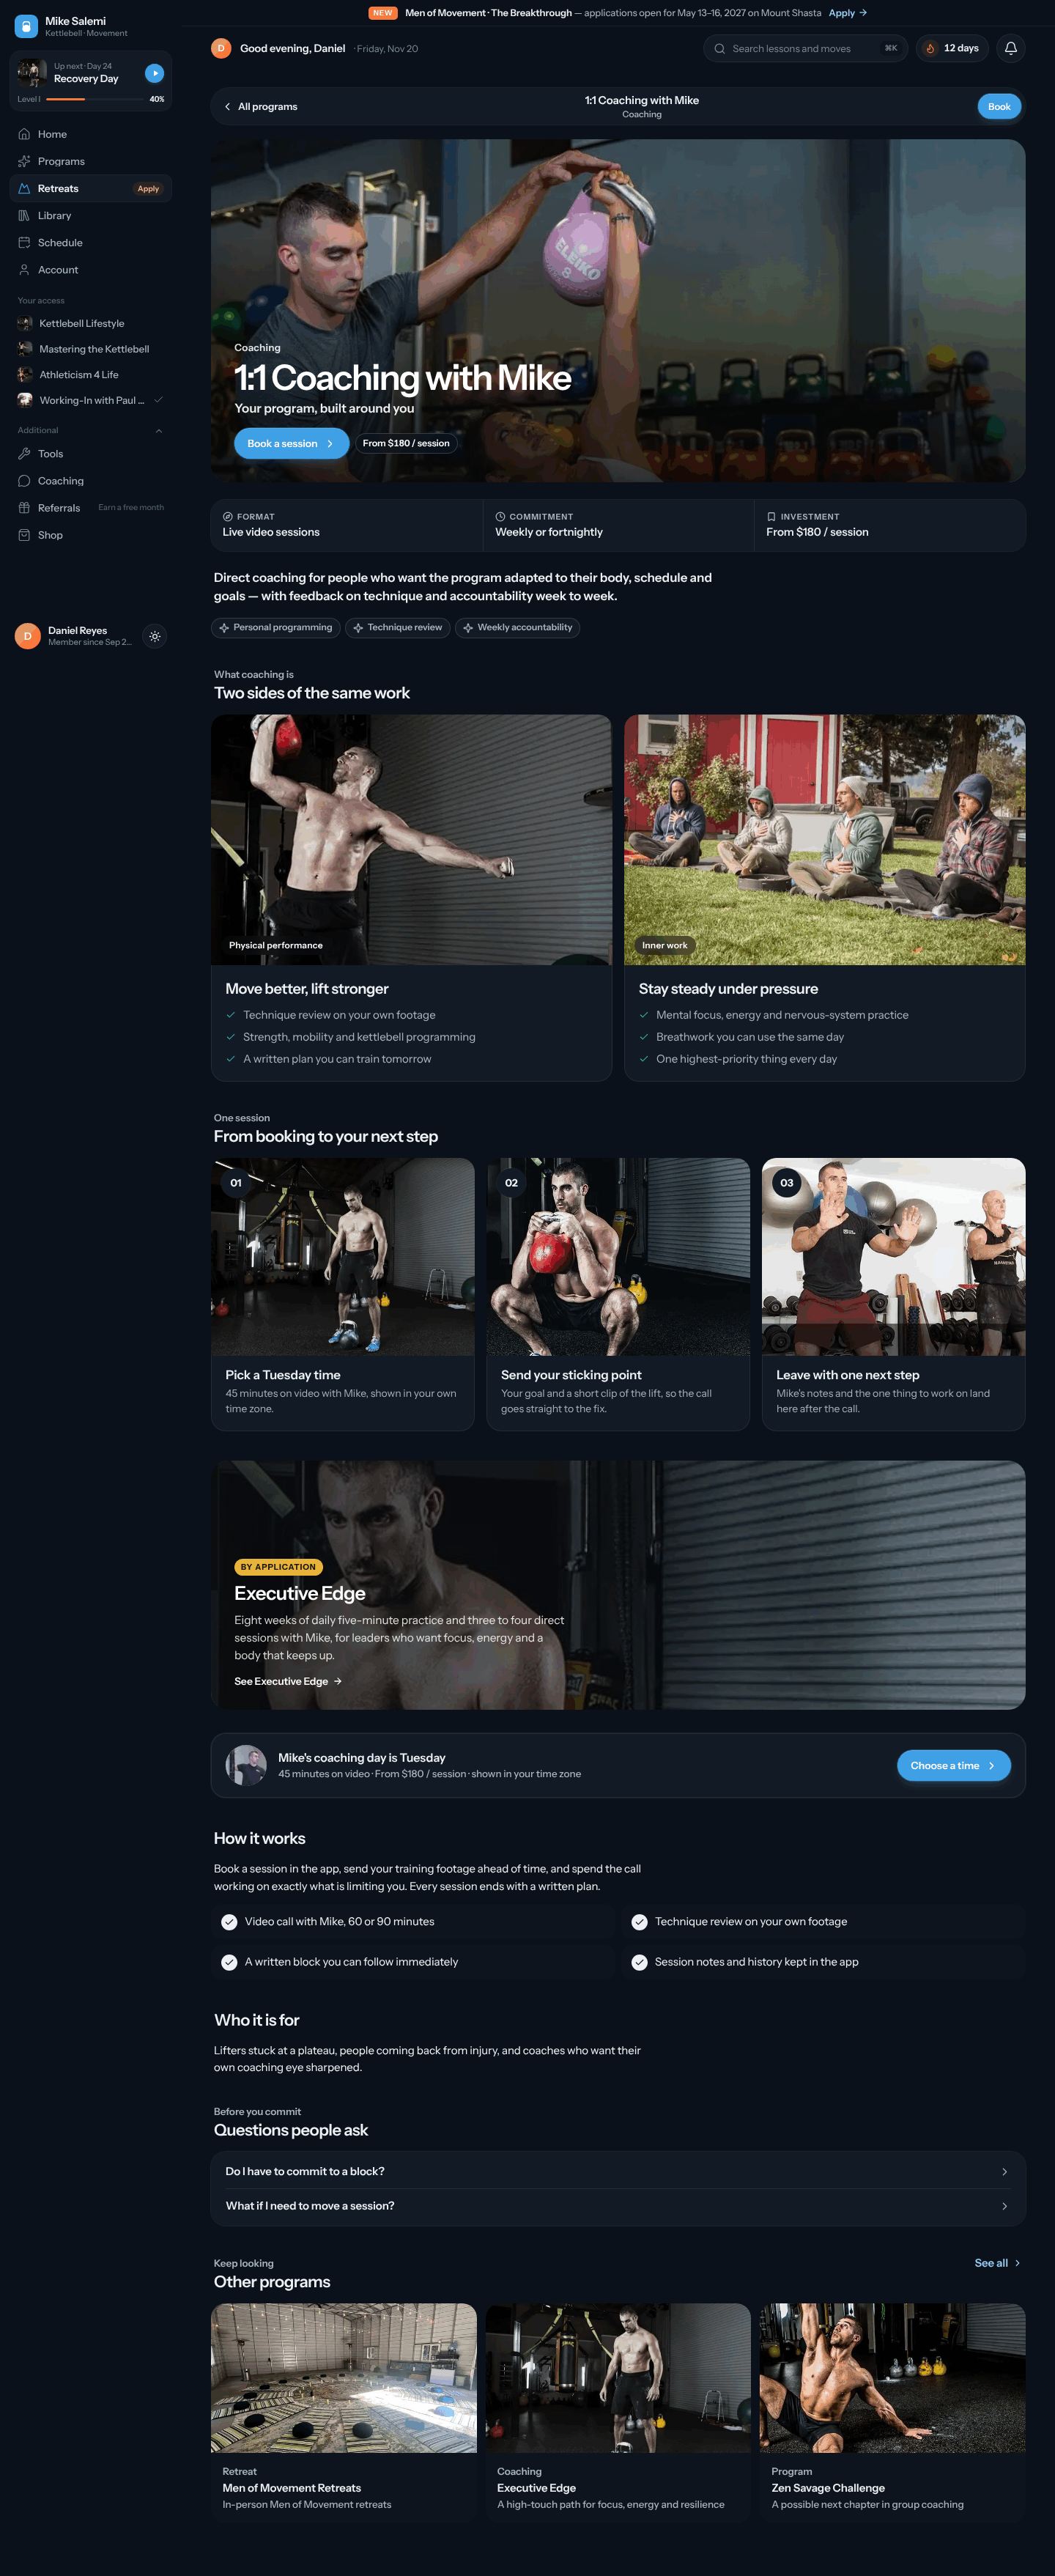 NEW Men of Movement · The Breakthrough — applications open for May 13–16, 2027 on Mount Shasta Apply →
Mike Salemi
Kettlebell · Movement
Up next · Day 24
Recovery Day
Level I 40%
Home
Programs
Retreats Apply
Library
Schedule
Account
Your access
Kettlebell Lifestyle
Mastering the Kettlebell
Athleticism 4 Life
Working-In with Paul ...
Additional
Tools
Coaching
Referrals Earn a free month
Shop
D Daniel Reyes
Member since Sep 2...
D Good evening, Daniel · Friday, Nov 20
Search lessons and moves ⌘K
12 days
All programs
1:1 Coaching with Mike
Coaching
Book
ELEIKO
8
Coaching
1:1 Coaching with Mike
Your program, built around you
Book a session
From $180 / session
FORMAT
Live video sessions
COMMITMENT
Weekly or fortnightly
INVESTMENT
From $180 / session
Direct coaching for people who want the program adapted to their body, schedule and
goals — with feedback on technique and accountability week to week.
Personal programming
Technique review
Weekly accountability
What coaching is
Two sides of the same work
Physical performance
Move better, lift stronger
Technique review on your own footage
Strength, mobility and kettlebell programming
A written plan you can train tomorrow
Inner work
Stay steady under pressure
Mental focus, energy and nervous-system practice
Breathwork you can use the same day
One highest-priority thing every day
One session
From booking to your next step
01
Pick a Tuesday time
45 minutes on video with Mike, shown in your own
time zone.
02
Send your sticking point
Your goal and a short clip of the lift, so the call
goes straight to the fix.
03
Leave with one next step
Mike's notes and the one thing to work on land
here after the call.
BY APPLICATION
Executive Edge
Eight weeks of daily five-minute practice and three to four direct
sessions with Mike, for leaders who want focus, energy and a
body that keeps up.
See Executive Edge →
Mike's coaching day is Tuesday
45 minutes on video · From $180 / session · shown in your time zone
Choose a time
How it works
Book a session in the app, send your training footage ahead of time, and spend the call
working on exactly what is limiting you. Every session ends with a written plan.
Video call with Mike, 60 or 90 minutes
Technique review on your own footage
A written block you can follow immediately
Session notes and history kept in the app
Who it is for
Lifters stuck at a plateau, people coming back from injury, and coaches who want their
own coaching eye sharpened.
Before you commit
Questions people ask
Do I have to commit to a block?
What if I need to move a session?
Keep looking
Other programs
See all
Retreat
Men of Movement Retreats
In-person Men of Movement retreats
Coaching
Executive Edge
A high-touch path for focus, energy and resilience
Program
Zen Savage Challenge
A possible next chapter in group coaching